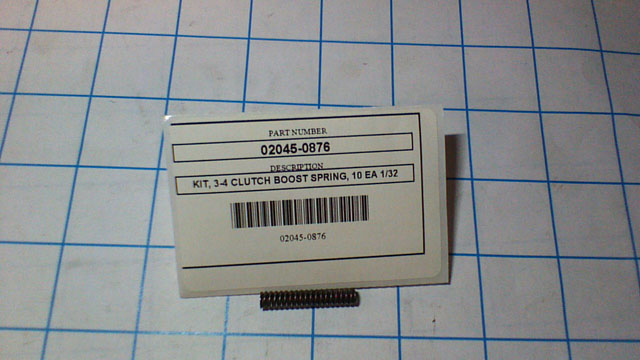 PART NUMBER
02045-0876
DESCRIPTION
KIT, 3-4 CLUTCH BOOST SPRING, 10 EA 1/32
02045-0876